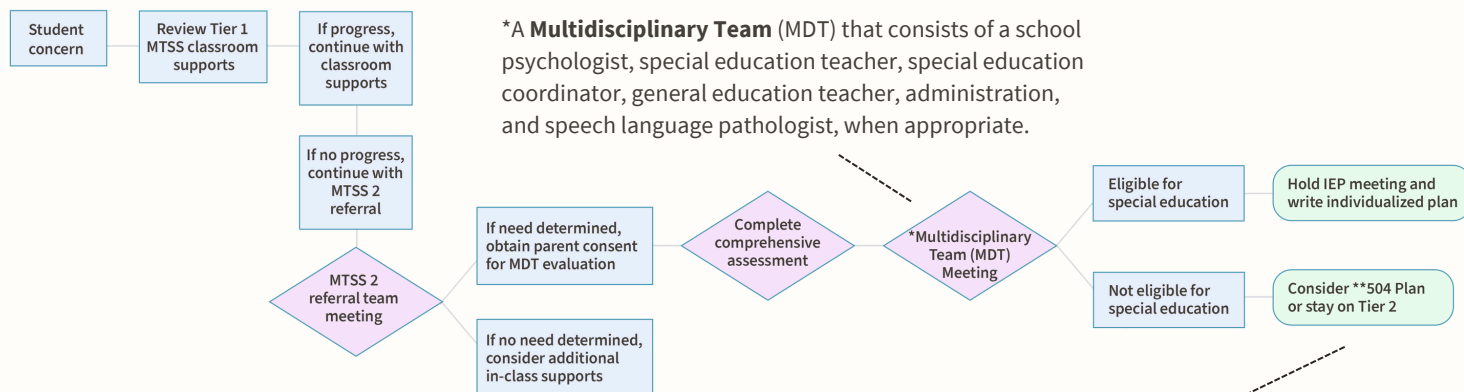 Student
concern
Review Tier 1
MTSS classroom
supports
If progress,
continue with
classroom
supports
*A Multidisciplinary Team (MDT) that consists of a school
psychologist, special education teacher, special education
coordinator, general education teacher, administration,
and speech language pathologist, when appropriate.
If no progress,
continue with
MTSS 2
referral
MTSS 2
referral team
meeting
If need determined,
obtain parent consent
for MDT evaluation
If no need determined,
consider additional
in-class supports
Complete
comprehensive
assessment
*Multidisciplinary
Team (MDT)
Meeting
Eligible for
special education
Hold IEP meeting and
write individualized plan
Not eligible for
special education
Consider **504 Plan
or stay on Tier 2